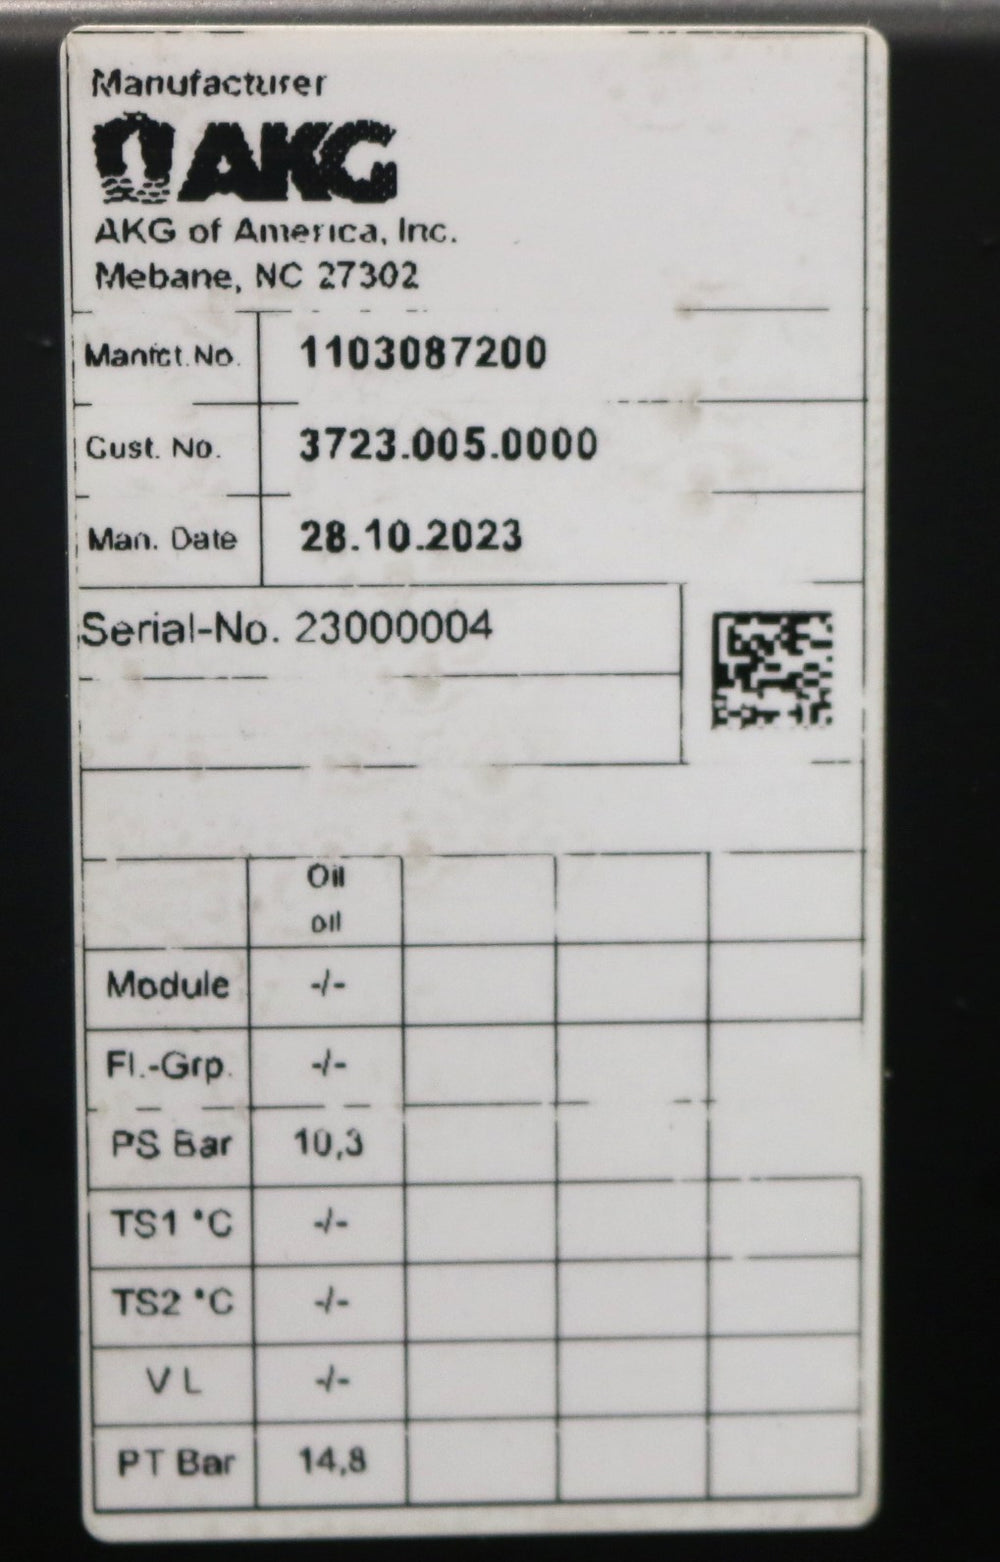 Manufacturer
AKG
AKG of America, Inc.
Mebane, NC 27302
Manfct.No. 1103087200
Cust. No. 3723.005.0000
Man. Date 28.10.2023
Serial-No. 23000004
Oil
oil
Module -/-
Fl.-Grp. -/-
PS Bar 10,3
TS1 °C -/-
TS2 °C -/-
V L -/-
PT Bar 14,8